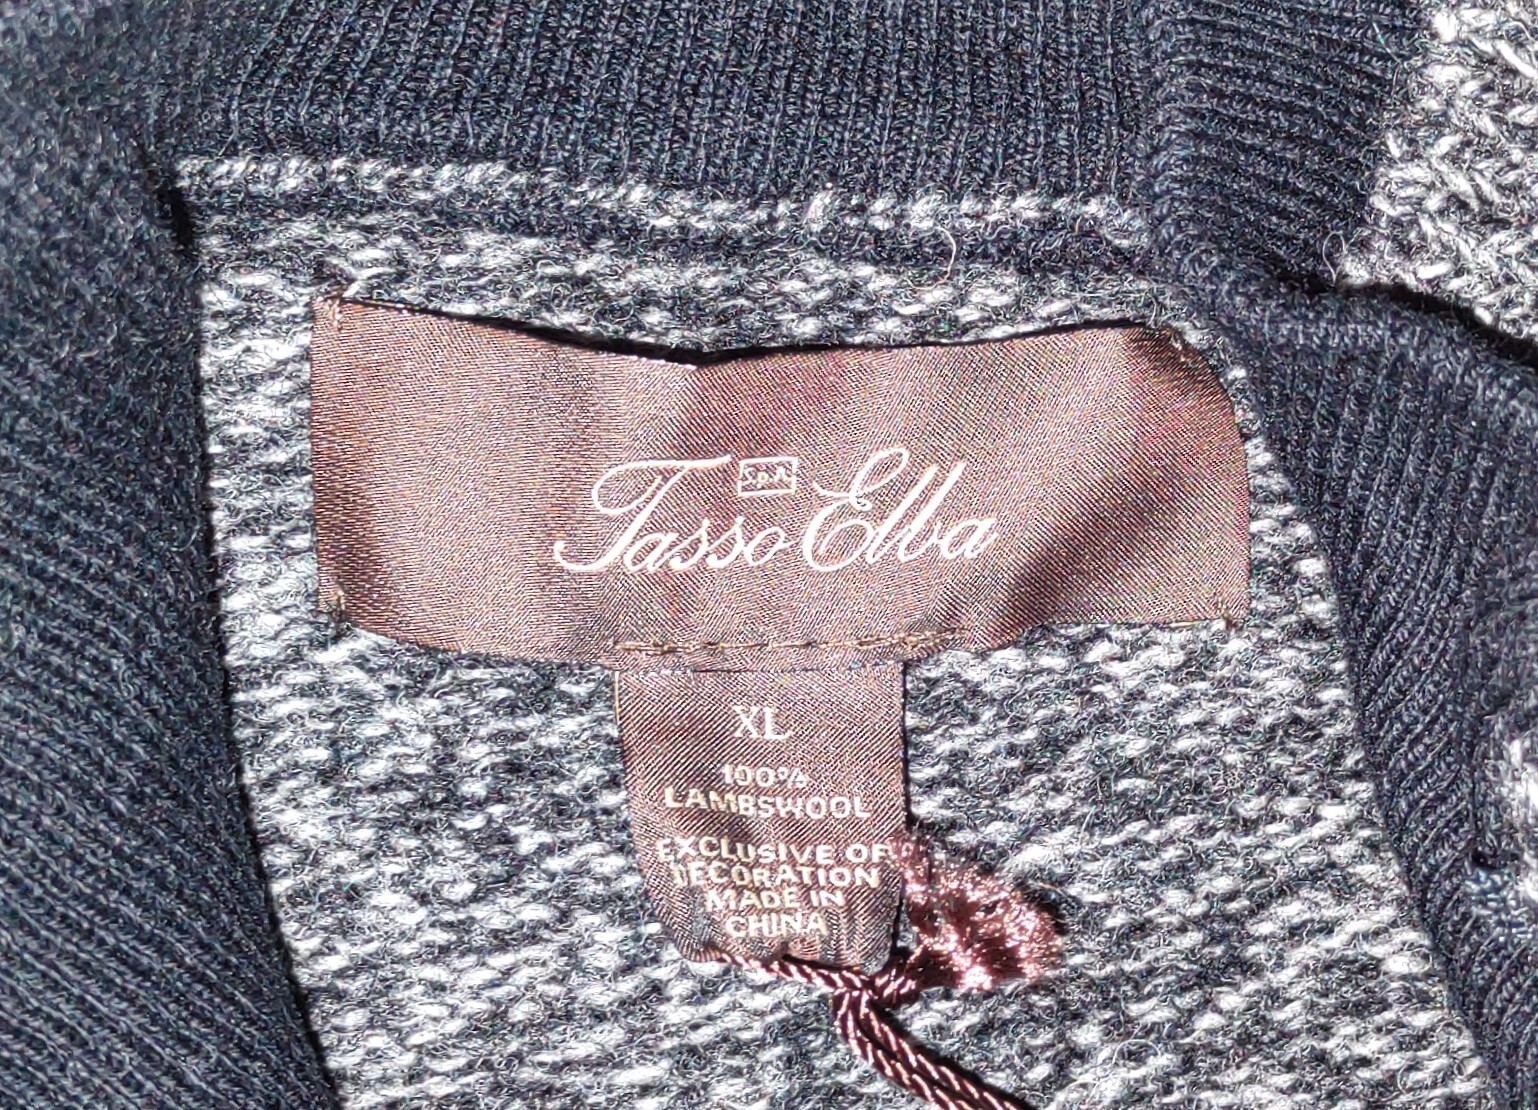 S.p.A.
Tasso Elba
XL
100%
LAMBSWOOL
EXCLUSIVE OF
DECORATION
MADE IN
CHINA